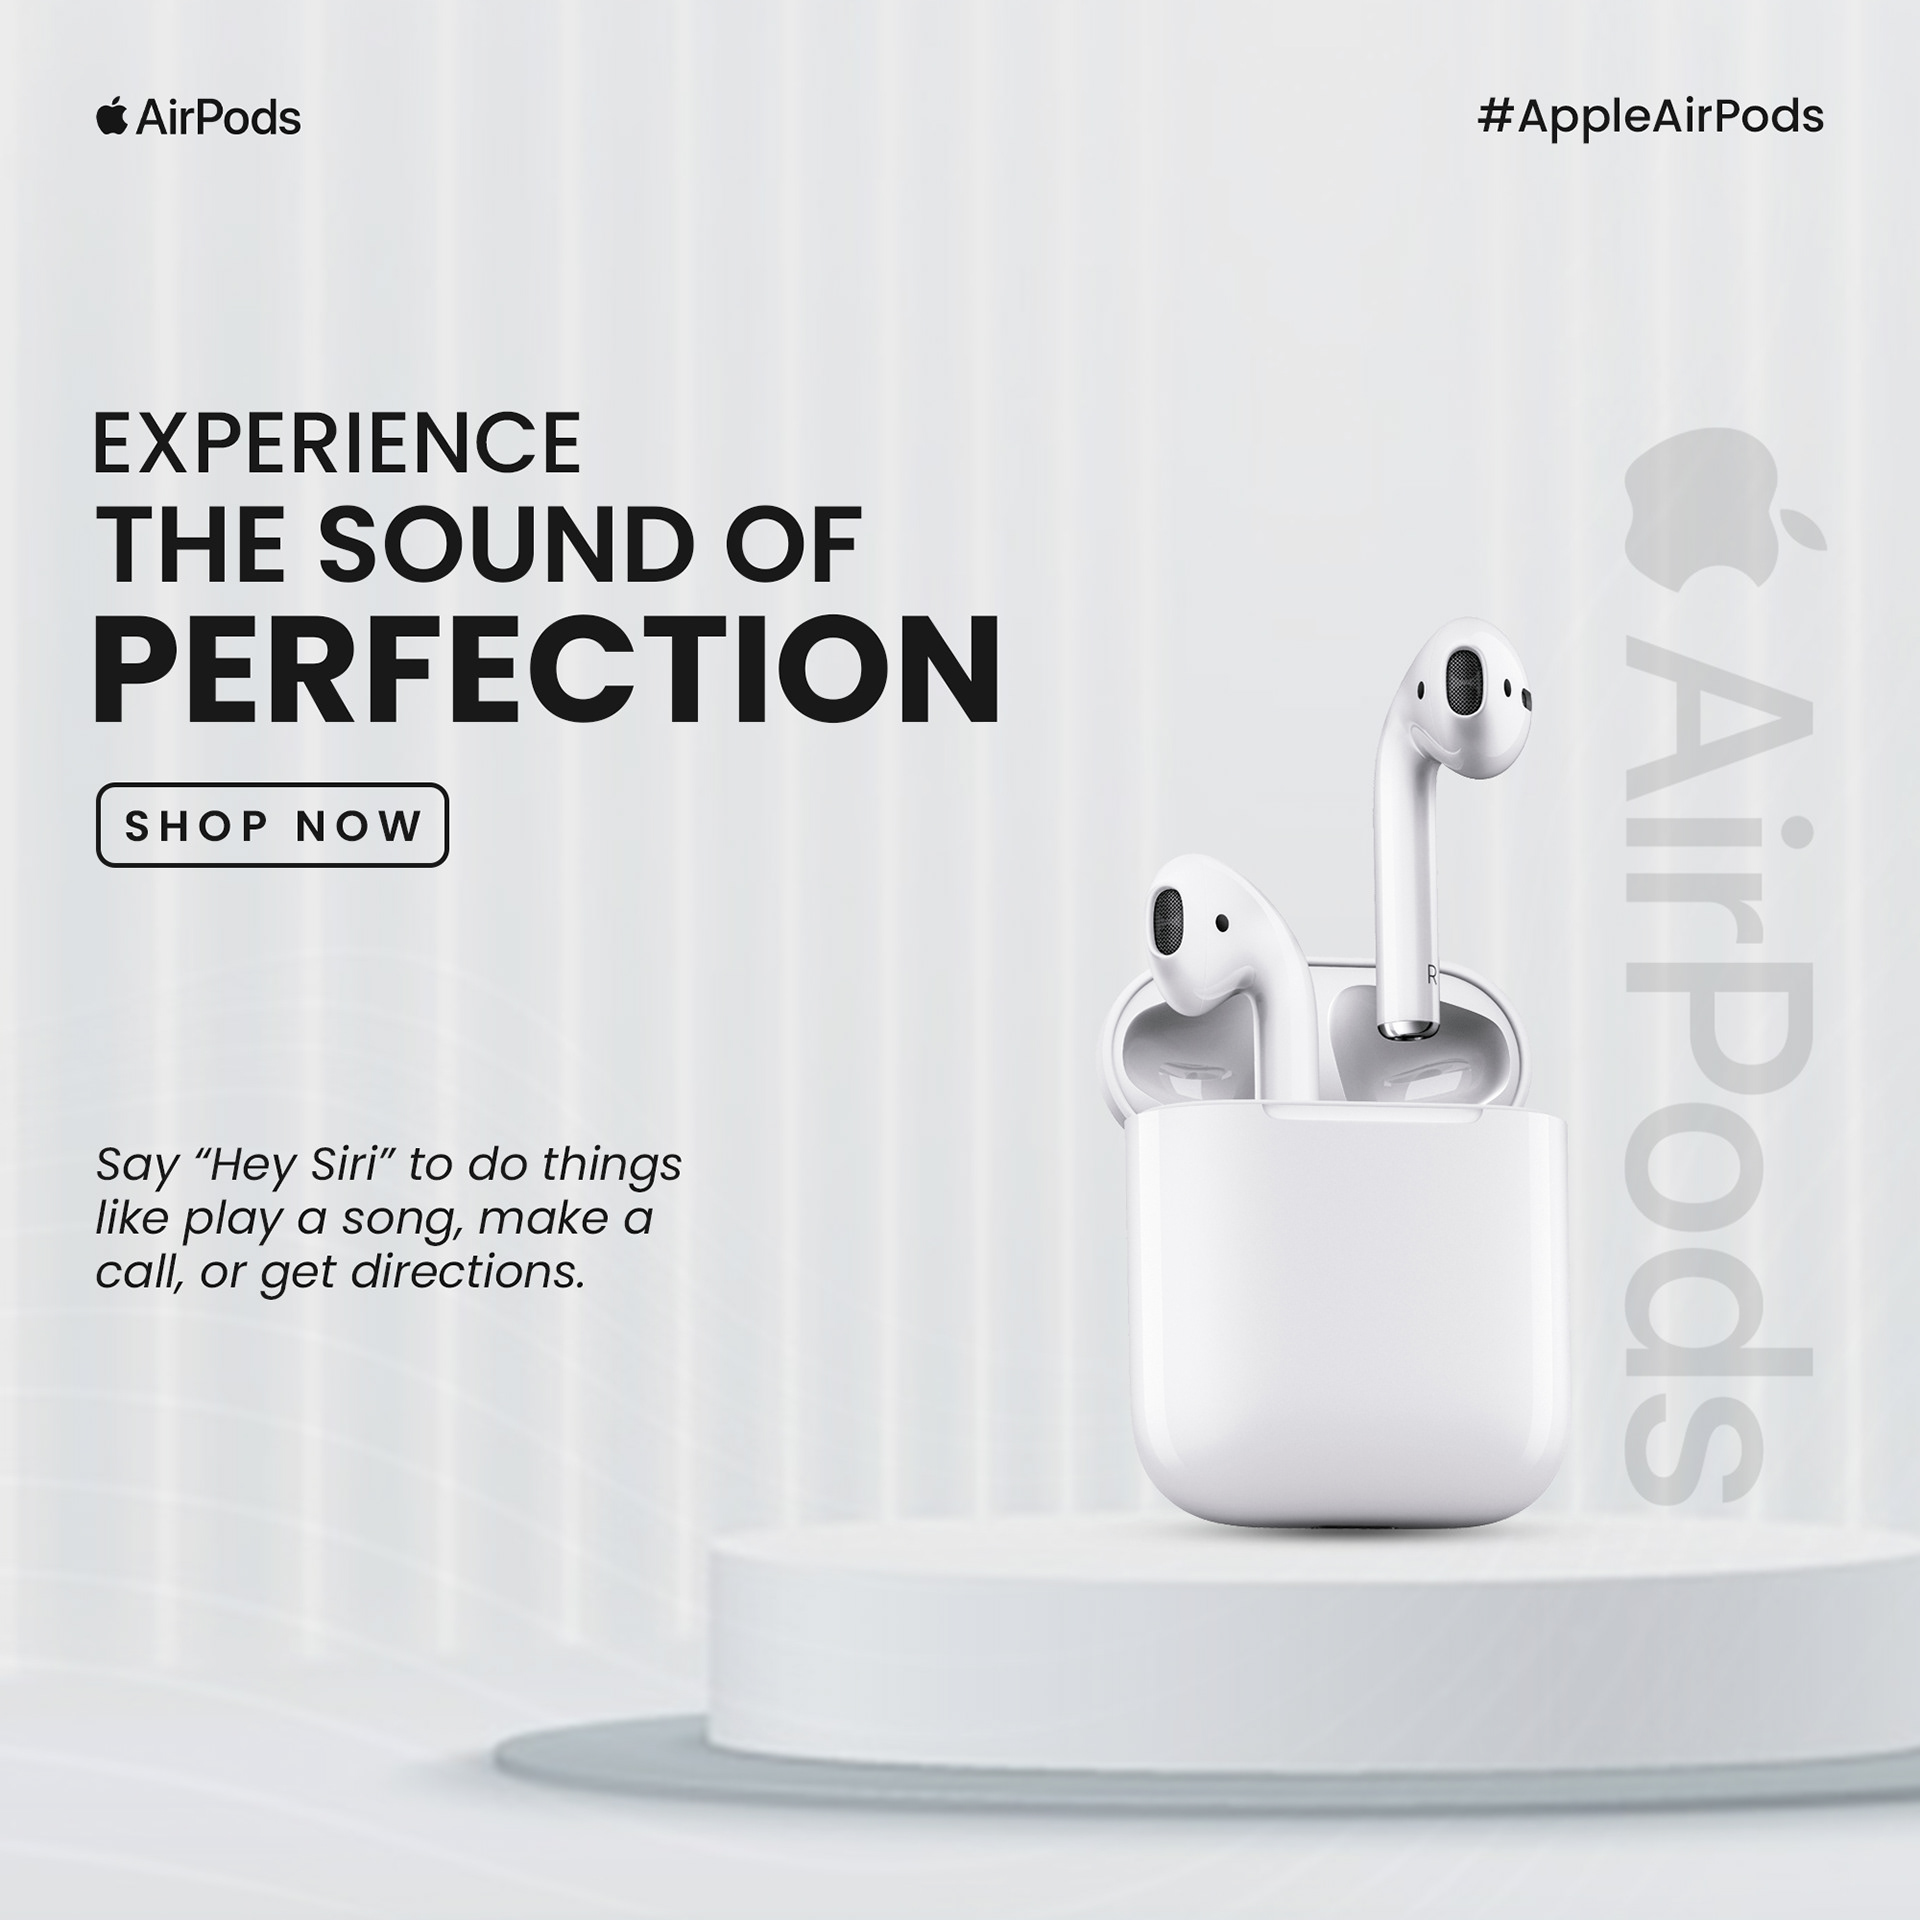 AirPods
#AppleAirPods
EXPERIENCE
THE SOUND OF
PERFECTION
SHOP NOW
Say “Hey Siri” to do things
like play a song, make a
call, or get directions.
R
AirPods